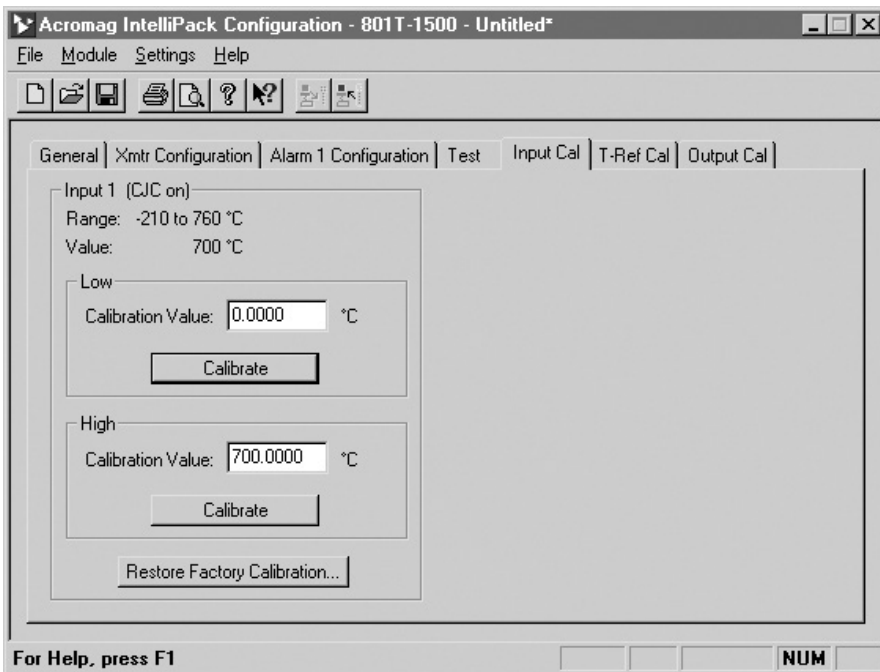 Acromag IntelliPack Configuration - 801T-1500 - Untitled*
File Module Settings Help
General Xmtr Configuration Alarm 1 Configuration Test Input Cal T-Ref Cal Output Cal
Input 1 (CJC on)
Range: -210 to 760 °C
Value: 700 °C
Low
Calibration Value: 0.0000 °C
Calibrate
High
Calibration Value: 700.0000 °C
Calibrate
Restore Factory Calibration...
For Help, press F1 NUM